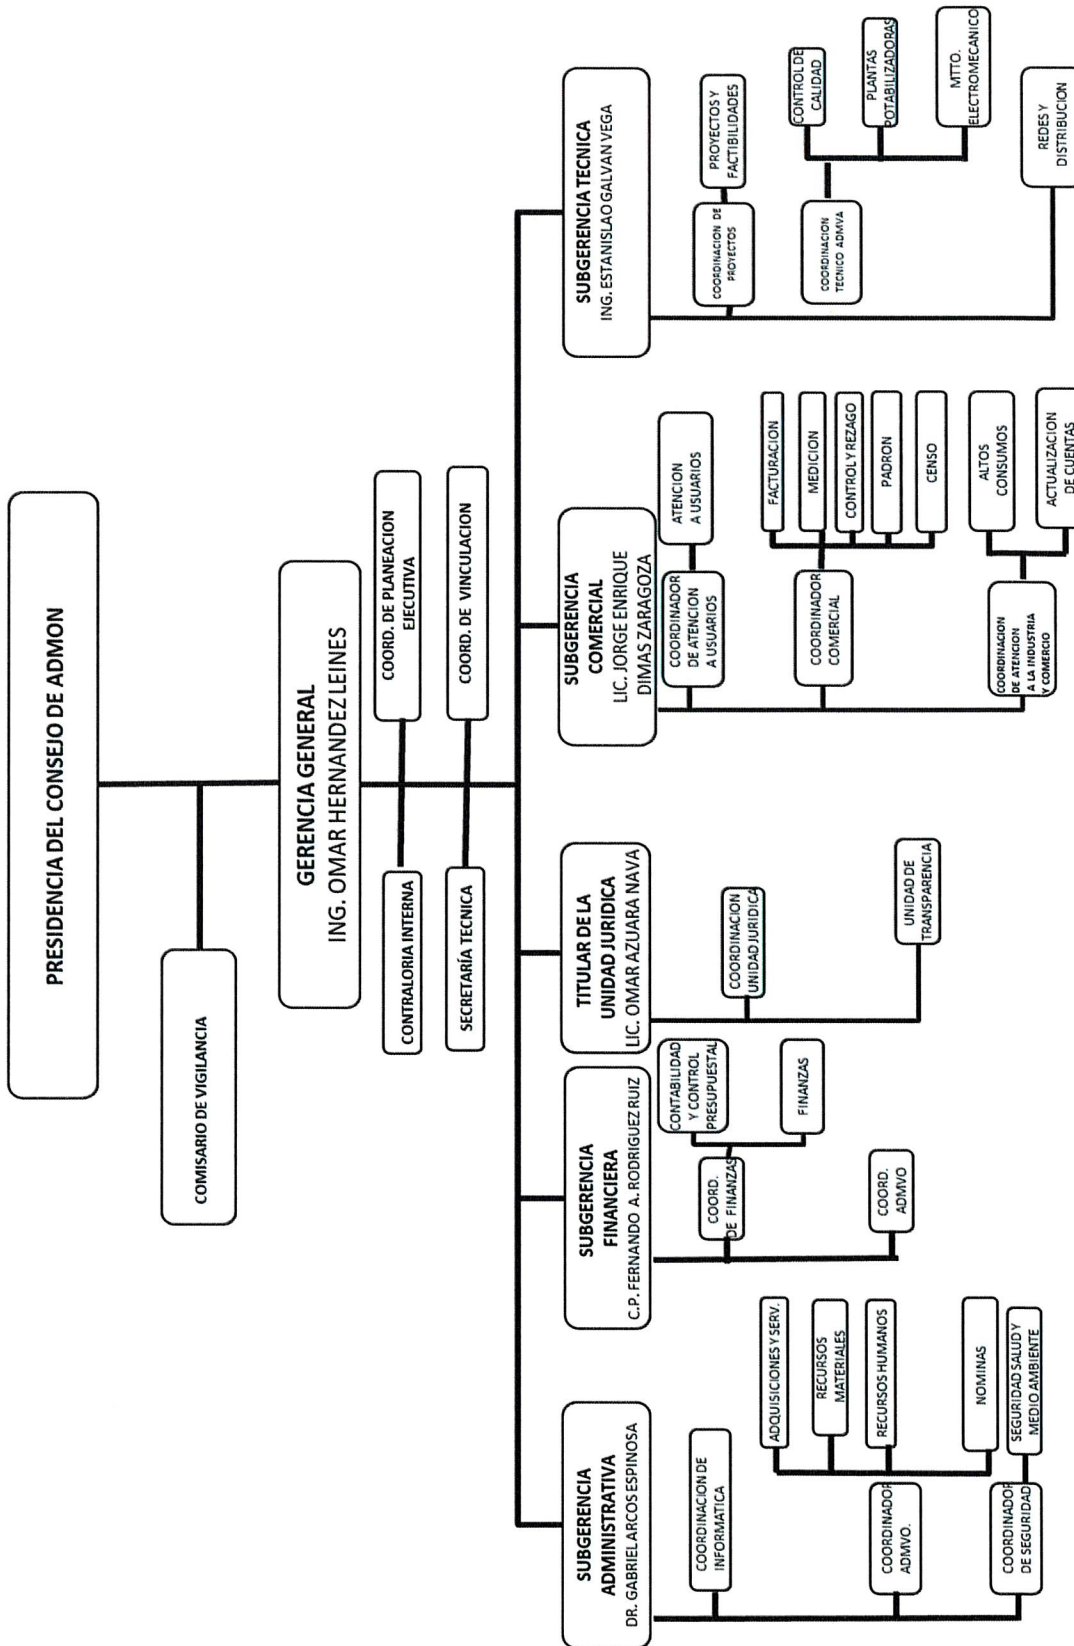 PRESIDENCIA DEL CONSEJO DE ADMON
COMISARIO DE VIGILANCIA
GERENCIA GENERAL
ING. OMAR HERNANDEZ LEINES
CONTRALORIA INTERNA
COORD. DE PLANEACION
EJECUTIVA
SECRETARÍA TECNICA
COORD. DE VINCULACION
SUBGERENCIA
ADMINISTRATIVA
DR. GABRIEL ARCOS ESPINOSA
COORDINACION DE
INFORMATICA
COORDINADOR
ADMVO.
ADQUISICIONES Y SERV.
RECURSOS
MATERIALES
RECURSOS HUMANOS
NOMINAS
COORDINADOR
DE SEGURIDAD
SEGURIDAD SALUD Y
MEDIO AMBIENTE
SUBGERENCIA
FINANCIERA
C.P. FERNANDO A. RODRIGUEZ RUIZ
COORD.
DE FINANZAS
CONTABILIDAD
Y CONTROL
PRESUPUESTAL
FINANZAS
COORD.
ADMVO
TITULAR DE LA
UNIDAD JURIDICA
LIC. OMAR AZUARA NAVA
COORDINACION
UNIDAD JURIDICA
UNIDAD DE
TRANSPARENCIA
SUBGERENCIA
COMERCIAL
LIC. JORGE ENRIQUE
DIMAS ZARAGOZA
COORDINADOR
DE ATENCION
A USUARIOS
ATENCION
A USUARIOS
COORDINADOR
COMERCIAL
FACTURACION
MEDICION
CONTROL Y REZAGO
PADRON
CENSO
COORDINACION
DE ATENCION
A LA INDUSTRIA
Y COMERCIO
ALTOS
CONSUMOS
ACTUALIZACION
DE CUENTAS
SUBGERENCIA TECNICA
ING. ESTANISLAO GALVAN VEGA
COORDINACION DE
PROYECTOS
PROYECTOS Y
FACTIBILIDADES
COORDINACION
TECNICO ADMVA
CONTROL DE
CALIDAD
PLANTAS
POTABILIZADORAS
MTTO.
ELECTROMECANICO
REDES Y
DISTRIBUCION